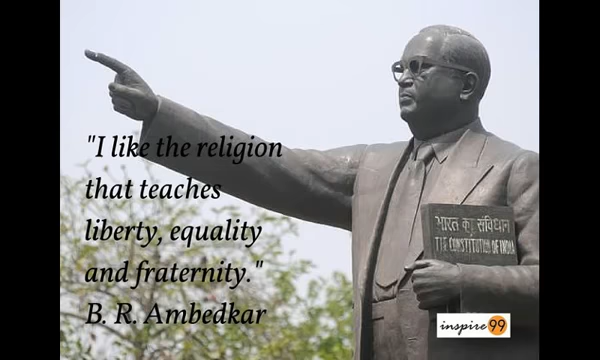 "I like the religion
that teaches
liberty, equality
and fraternity."
B. R. Ambedkar
भारत का संविधान
THE CONSTITUTION OF INDIA
inspire99